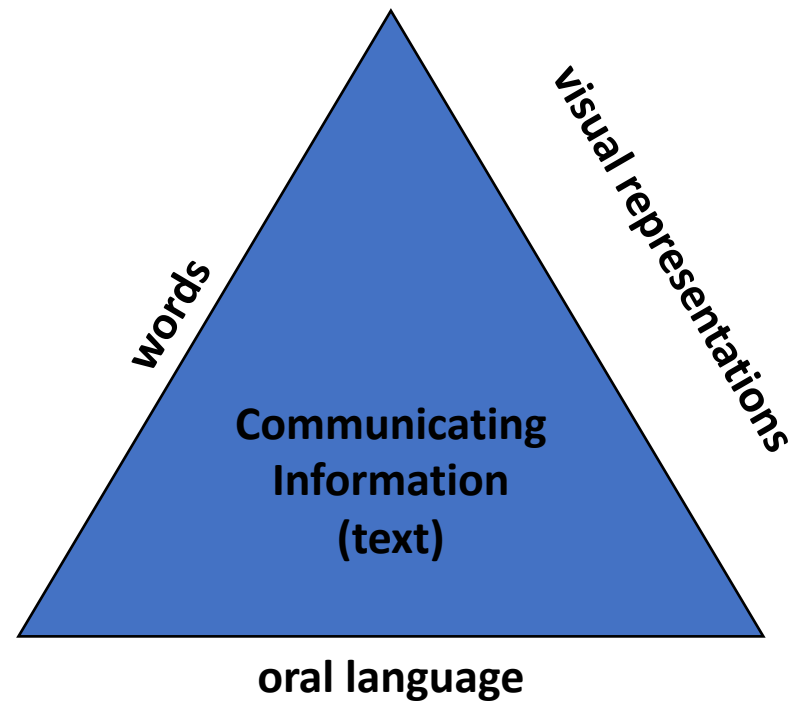 visual representations
words
Communicating
Information
(text)
oral language